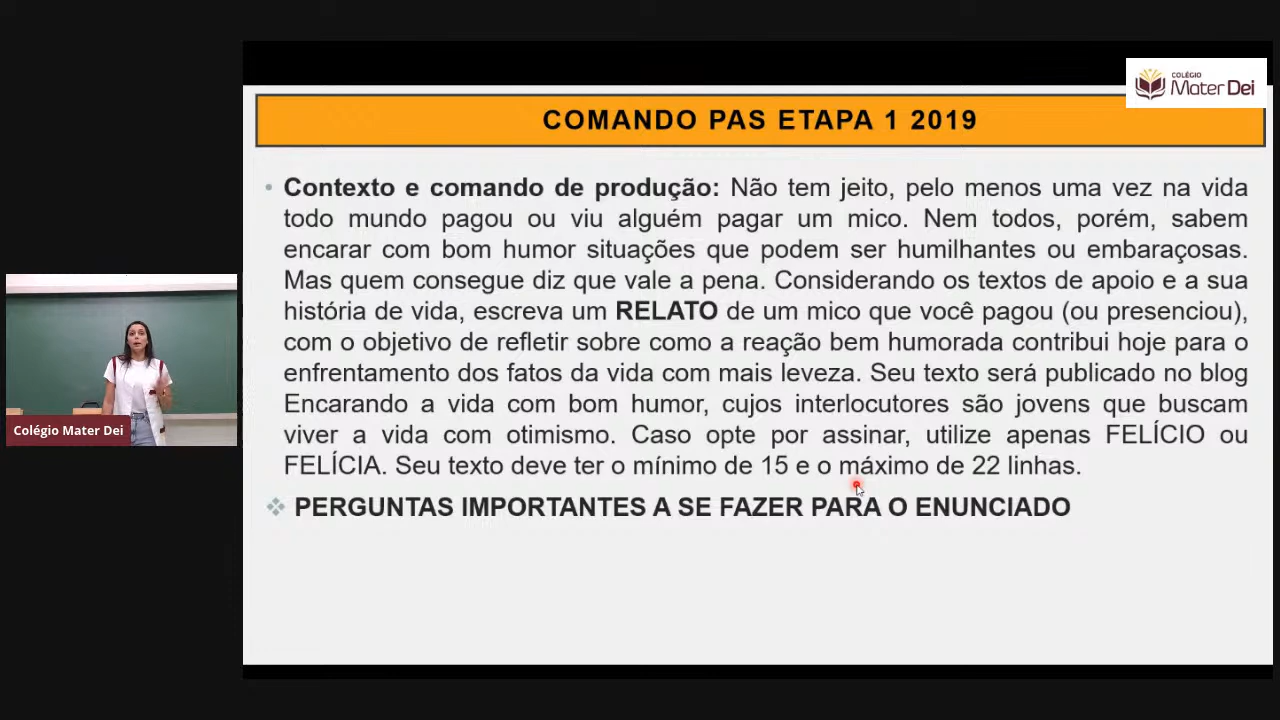 COLÉGIO
Mater Dei
COMANDO PAS ETAPA 1 2019
• Contexto e comando de produção: Não tem jeito, pelo menos uma vez na vida
todo mundo pagou ou viu alguém pagar um mico. Nem todos, porém, sabem
encarar com bom humor situações que podem ser humilhantes ou embaraçosas.
Mas quem consegue diz que vale a pena. Considerando os textos de apoio e a sua
história de vida, escreva um RELATO de um mico que você pagou (ou presenciou),
com o objetivo de refletir sobre como a reação bem humorada contribui hoje para o
enfrentamento dos fatos da vida com mais leveza. Seu texto será publicado no blog
Encarando a vida com bom humor, cujos interlocutores são jovens que buscam
viver a vida com otimismo. Caso opte por assinar, utilize apenas FELÍCIO ou
FELÍCIA. Seu texto deve ter o mínimo de 15 e o máximo de 22 linhas.
❖ PERGUNTAS IMPORTANTES A SE FAZER PARA O ENUNCIADO
Colégio Mater Dei